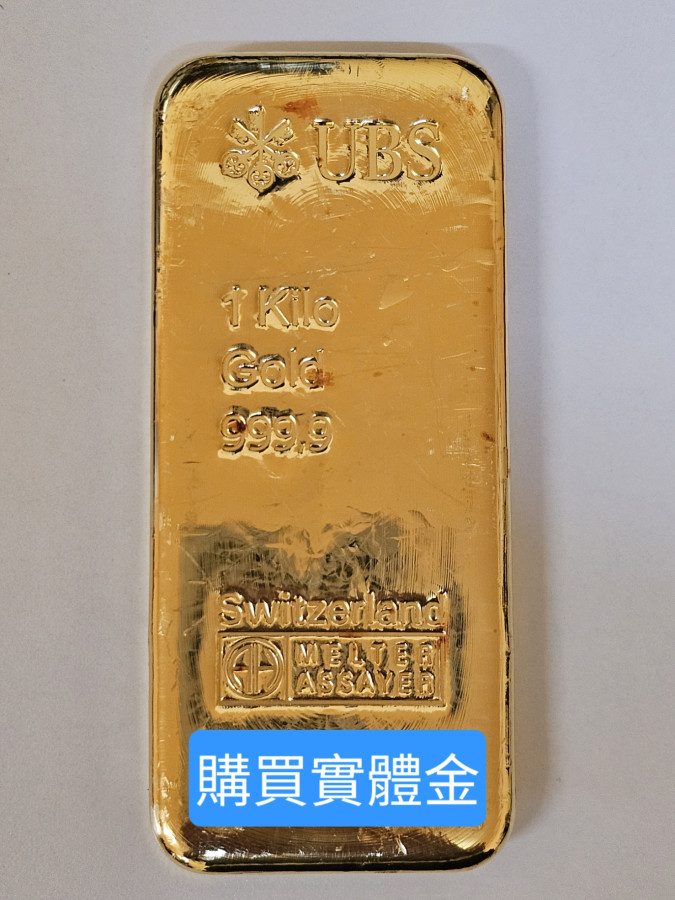 UBS
1 Kilo
Gold
999,9
Switzerland
MELTER
ASSAYER
購買實體金